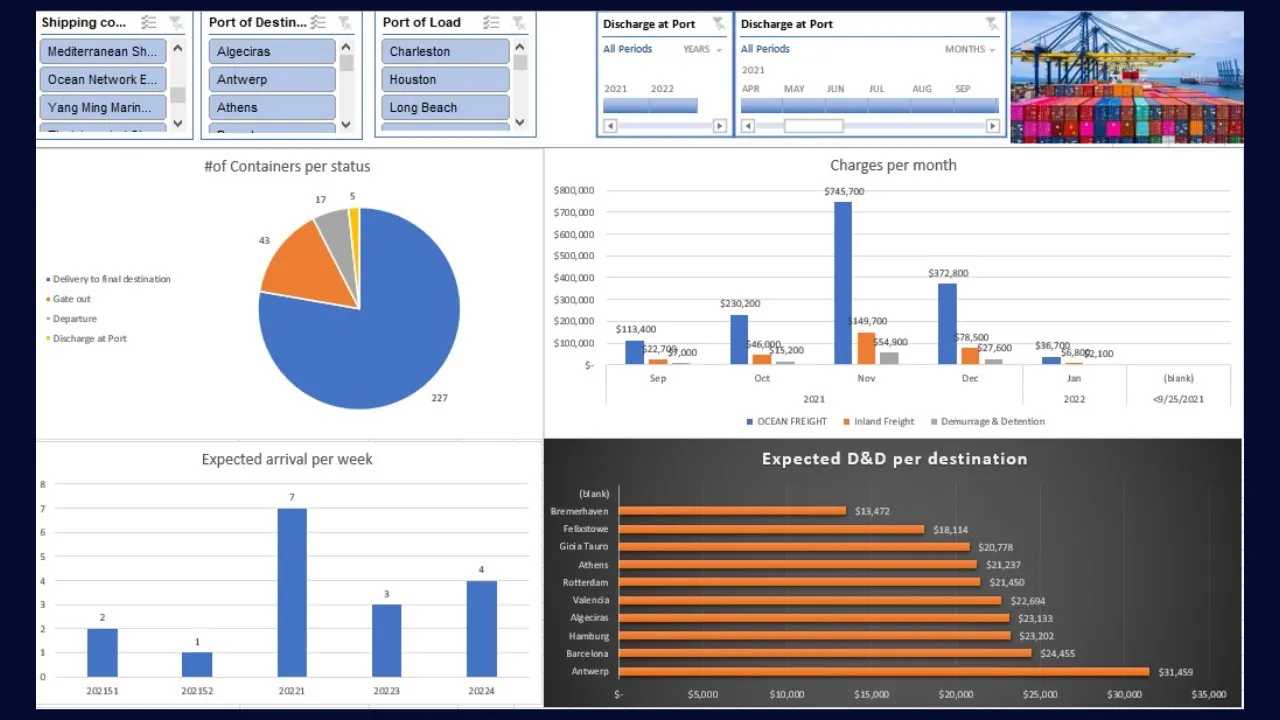 Shipping co...
Mediterranean Sh...
Ocean Network E...
Yang Ming Marin...
Port of Destin...
Algeciras
Antwerp
Athens
Port of Load
Charleston
Houston
Long Beach
Discharge at Port
All Periods YEARS
2021 2022
Discharge at Port
All Periods MONTHS
2021
APR MAY JUN JUL AUG SEP
#of Containers per status
5
17
43
227
Delivery to final destination
Gate out
Departure
Discharge at Port
Charges per month
$800,000
$700,000
$600,000
$500,000
$400,000
$300,000
$200,000
$100,000
$-
$113,400
$22,700
$7,000
$230,200
$46,000
$15,200
$745,700
$149,700
$54,900
$372,800
$78,500
$27,600
$36,700
$6,800
$2,100
Sep Oct Nov Dec Jan (blank)
2021 2022 <9/25/2021
OCEAN FREIGHT Inland Freight Demurrage & Detention
Expected arrival per week
8
7
6
5
4
3
2
1
0
2
1
7
3
4
202151 202152 20221 20223 20224
Expected D&D per destination
(blank)
Bremerhaven $13,472
Felixstowe $18,114
Gioia Tauro $20,778
Athens $21,237
Rotterdam $21,450
Valencia $22,694
Algeciras $23,133
Hamburg $23,202
Barcelona $24,455
Antwerp $31,459
$- $5,000 $10,000 $15,000 $20,000 $25,000 $30,000 $35,000